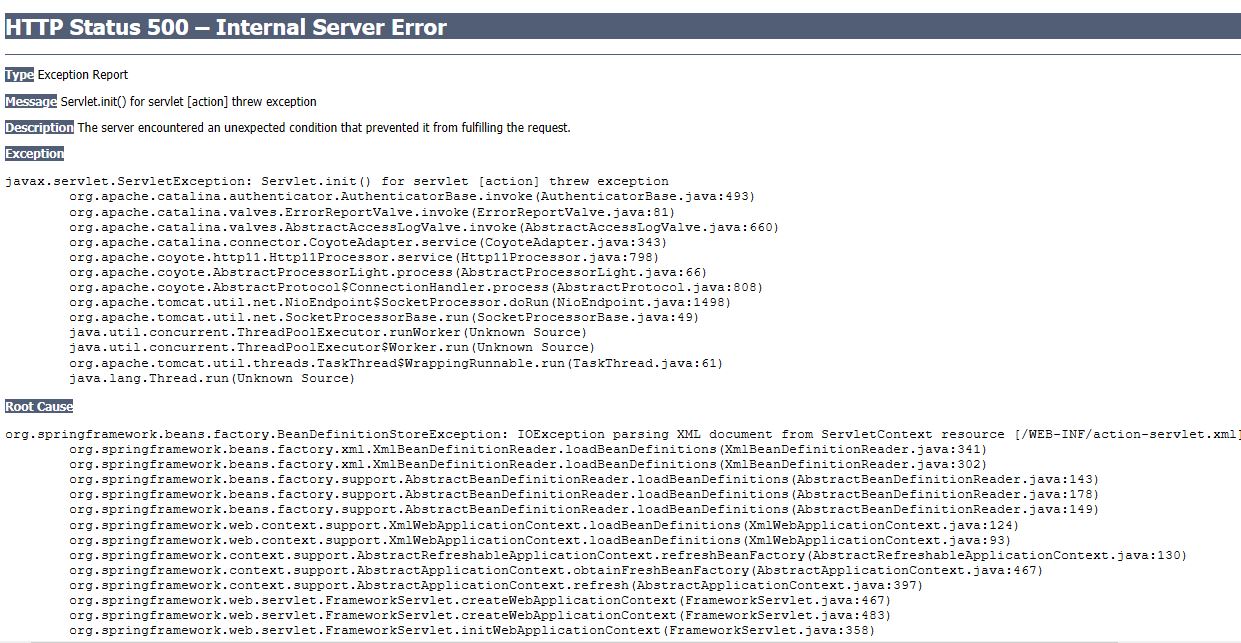 HTTP Status 500 – Internal Server Error
Type Exception Report
Message Servlet.init() for servlet [action] threw exception
Description The server encountered an unexpected condition that prevented it from fulfilling the request.
Exception
javax.servlet.ServletException: Servlet.init() for servlet [action] threw exception
org.apache.catalina.authenticator.AuthenticatorBase.invoke(AuthenticatorBase.java:493)
org.apache.catalina.valves.ErrorReportValve.invoke(ErrorReportValve.java:81)
org.apache.catalina.valves.AbstractAccessLogValve.invoke(AbstractAccessLogValve.java:660)
org.apache.catalina.connector.CoyoteAdapter.service(CoyoteAdapter.java:343)
org.apache.coyote.http11.Http11Processor.service(Http11Processor.java:798)
org.apache.coyote.AbstractProcessorLight.process(AbstractProcessorLight.java:66)
org.apache.coyote.AbstractProtocol$ConnectionHandler.process(AbstractProtocol.java:808)
org.apache.tomcat.util.net.NioEndpoint$SocketProcessor.doRun(NioEndpoint.java:1498)
org.apache.tomcat.util.net.SocketProcessorBase.run(SocketProcessorBase.java:49)
java.util.concurrent.ThreadPoolExecutor.runWorker(Unknown Source)
java.util.concurrent.ThreadPoolExecutor$Worker.run(Unknown Source)
org.apache.tomcat.util.threads.TaskThread$WrappingRunnable.run(TaskThread.java:61)
java.lang.Thread.run(Unknown Source)
Root Cause
org.springframework.beans.factory.BeanDefinitionStoreException: IOException parsing XML document from ServletContext resource [/WEB-INF/action-servlet.xml]
org.springframework.beans.factory.xml.XmlBeanDefinitionReader.loadBeanDefinitions(XmlBeanDefinitionReader.java:341)
org.springframework.beans.factory.xml.XmlBeanDefinitionReader.loadBeanDefinitions(XmlBeanDefinitionReader.java:302)
org.springframework.beans.factory.support.AbstractBeanDefinitionReader.loadBeanDefinitions(AbstractBeanDefinitionReader.java:143)
org.springframework.beans.factory.support.AbstractBeanDefinitionReader.loadBeanDefinitions(AbstractBeanDefinitionReader.java:178)
org.springframework.beans.factory.support.AbstractBeanDefinitionReader.loadBeanDefinitions(AbstractBeanDefinitionReader.java:149)
org.springframework.web.context.support.XmlWebApplicationContext.loadBeanDefinitions(XmlWebApplicationContext.java:124)
org.springframework.web.context.support.XmlWebApplicationContext.loadBeanDefinitions(XmlWebApplicationContext.java:93)
org.springframework.context.support.AbstractRefreshableApplicationContext.refreshBeanFactory(AbstractRefreshableApplicationContext.java:130)
org.springframework.context.support.AbstractApplicationContext.obtainFreshBeanFactory(AbstractApplicationContext.java:467)
org.springframework.context.support.AbstractApplicationContext.refresh(AbstractApplicationContext.java:397)
org.springframework.web.servlet.FrameworkServlet.createWebApplicationContext(FrameworkServlet.java:467)
org.springframework.web.servlet.FrameworkServlet.createWebApplicationContext(FrameworkServlet.java:483)
org.springframework.web.servlet.FrameworkServlet.initWebApplicationContext(FrameworkServlet.java:358)